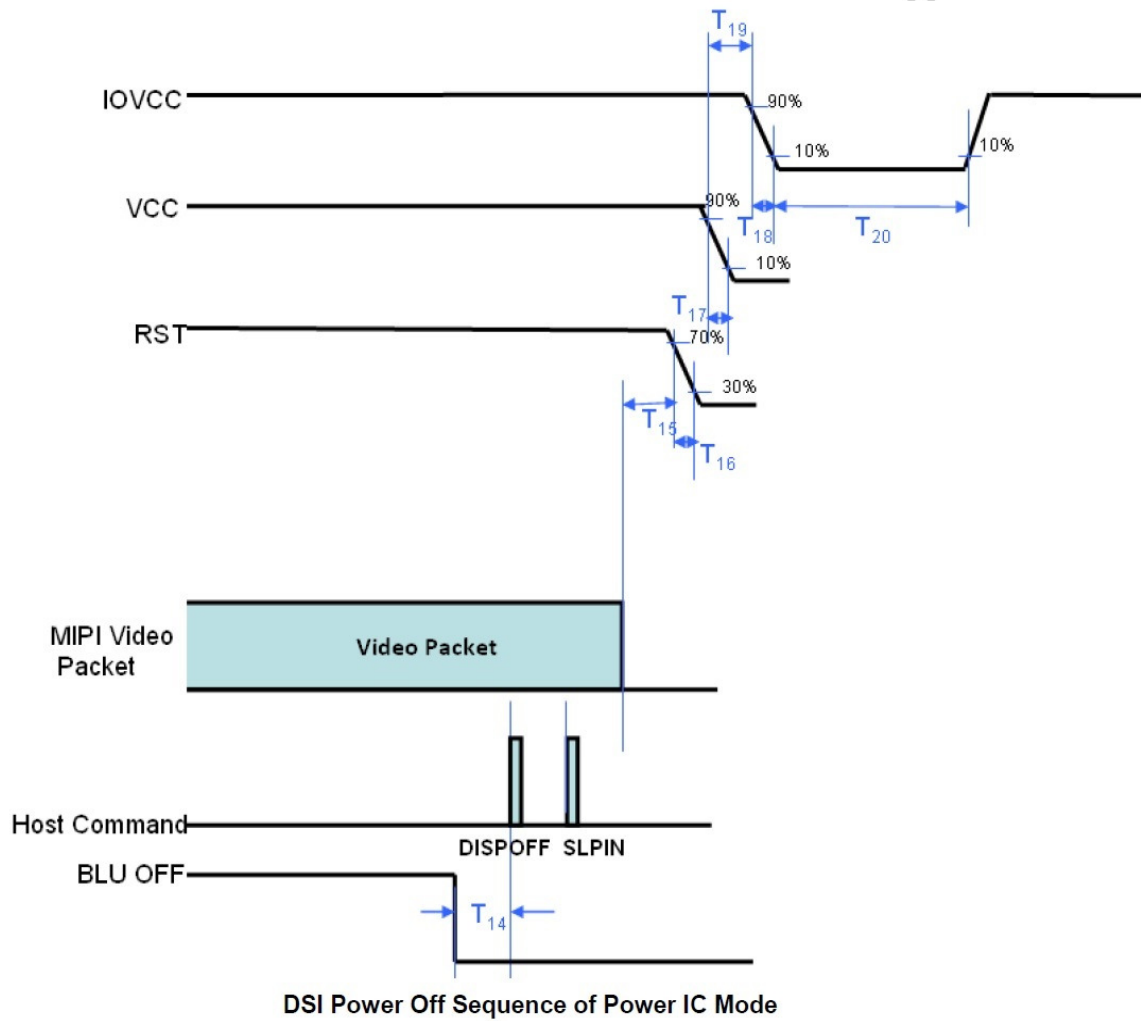 T19
IOVCC
90%
10%
10%
VCC
90%
T18
T20
10%
T17
RST
70%
30%
T15
T16
MIPI Video
Packet
Video Packet
Host Command
DISPOFF SLPIN
BLU OFF
T14
DSI Power Off Sequence of Power IC Mode